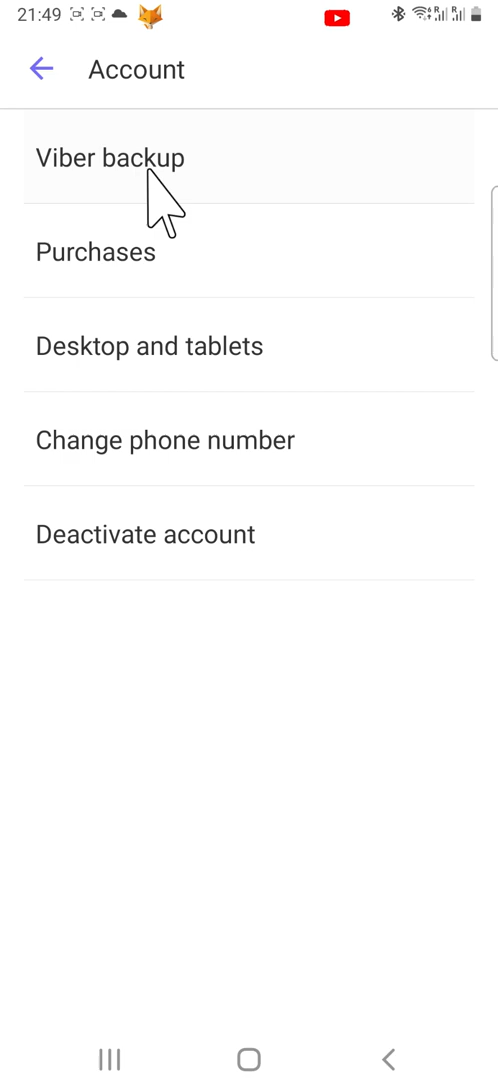 21:49
Account
Viber backup
Purchases
Desktop and tablets
Change phone number
Deactivate account